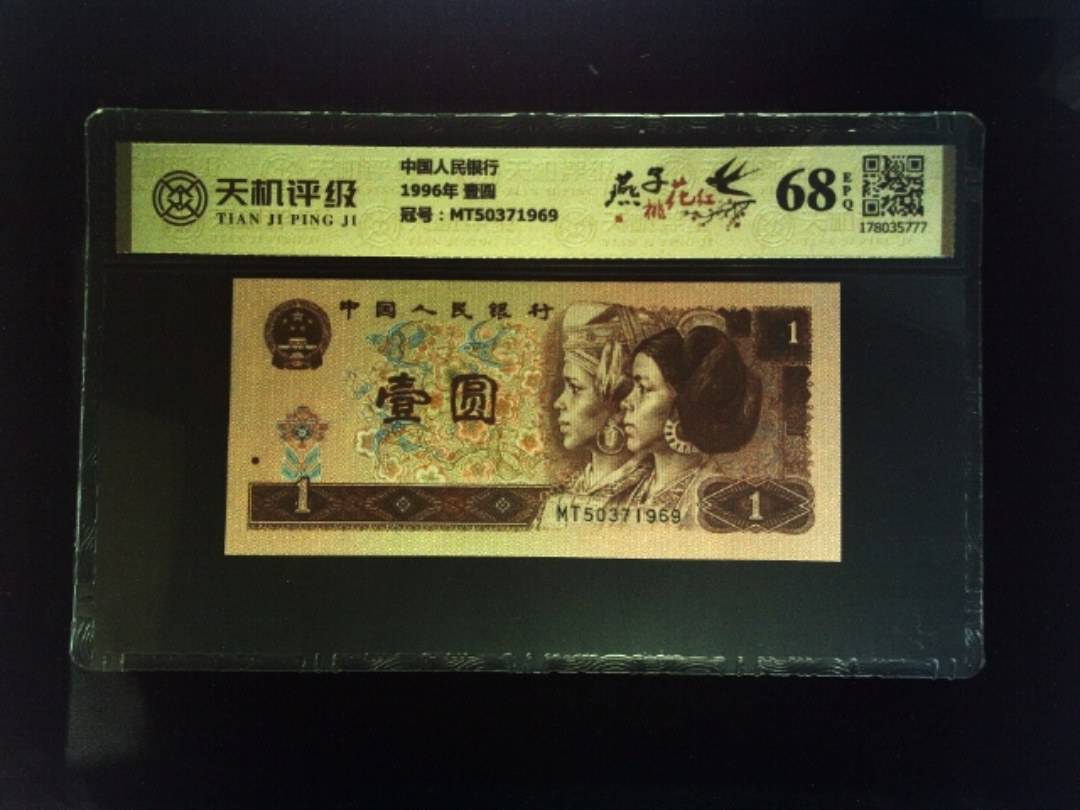 天机评级
TIAN JI PING JI
中国人民银行
1996年 壹圆
冠号：MT50371969
燕子
桃花红
68
EPQ
178035777
中国人民银行
1
壹圆
1
MT50371969
1